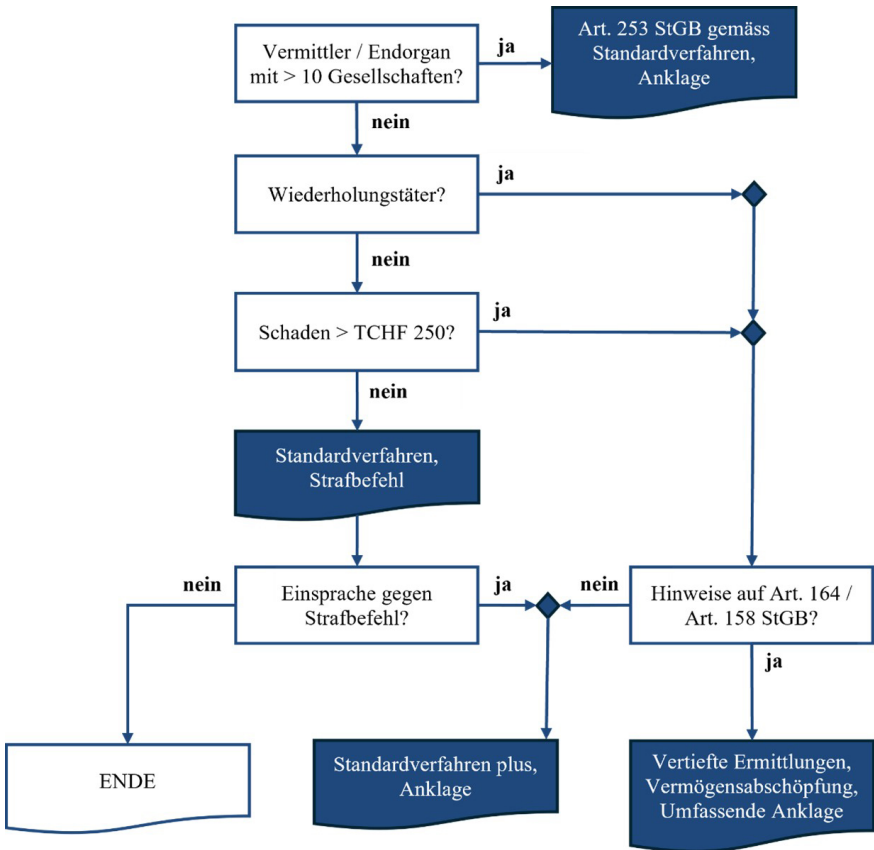 Vermittler / Endorgan
mit > 10 Gesellschaften?
ja
Art. 253 StGB gemäss
Standardverfahren,
Anklage
nein
Wiederholungstäter?
ja
nein
Schaden > TCHF 250?
ja
nein
Standardverfahren,
Strafbefehl
nein
Einsprache gegen
Strafbefehl?
ja
nein
Hinweise auf Art. 164 /
Art. 158 StGB?
ja
ENDE
Standardverfahren plus,
Anklage
Vertiefte Ermittlungen,
Vermögensabschöpfung,
Umfassende Anklage